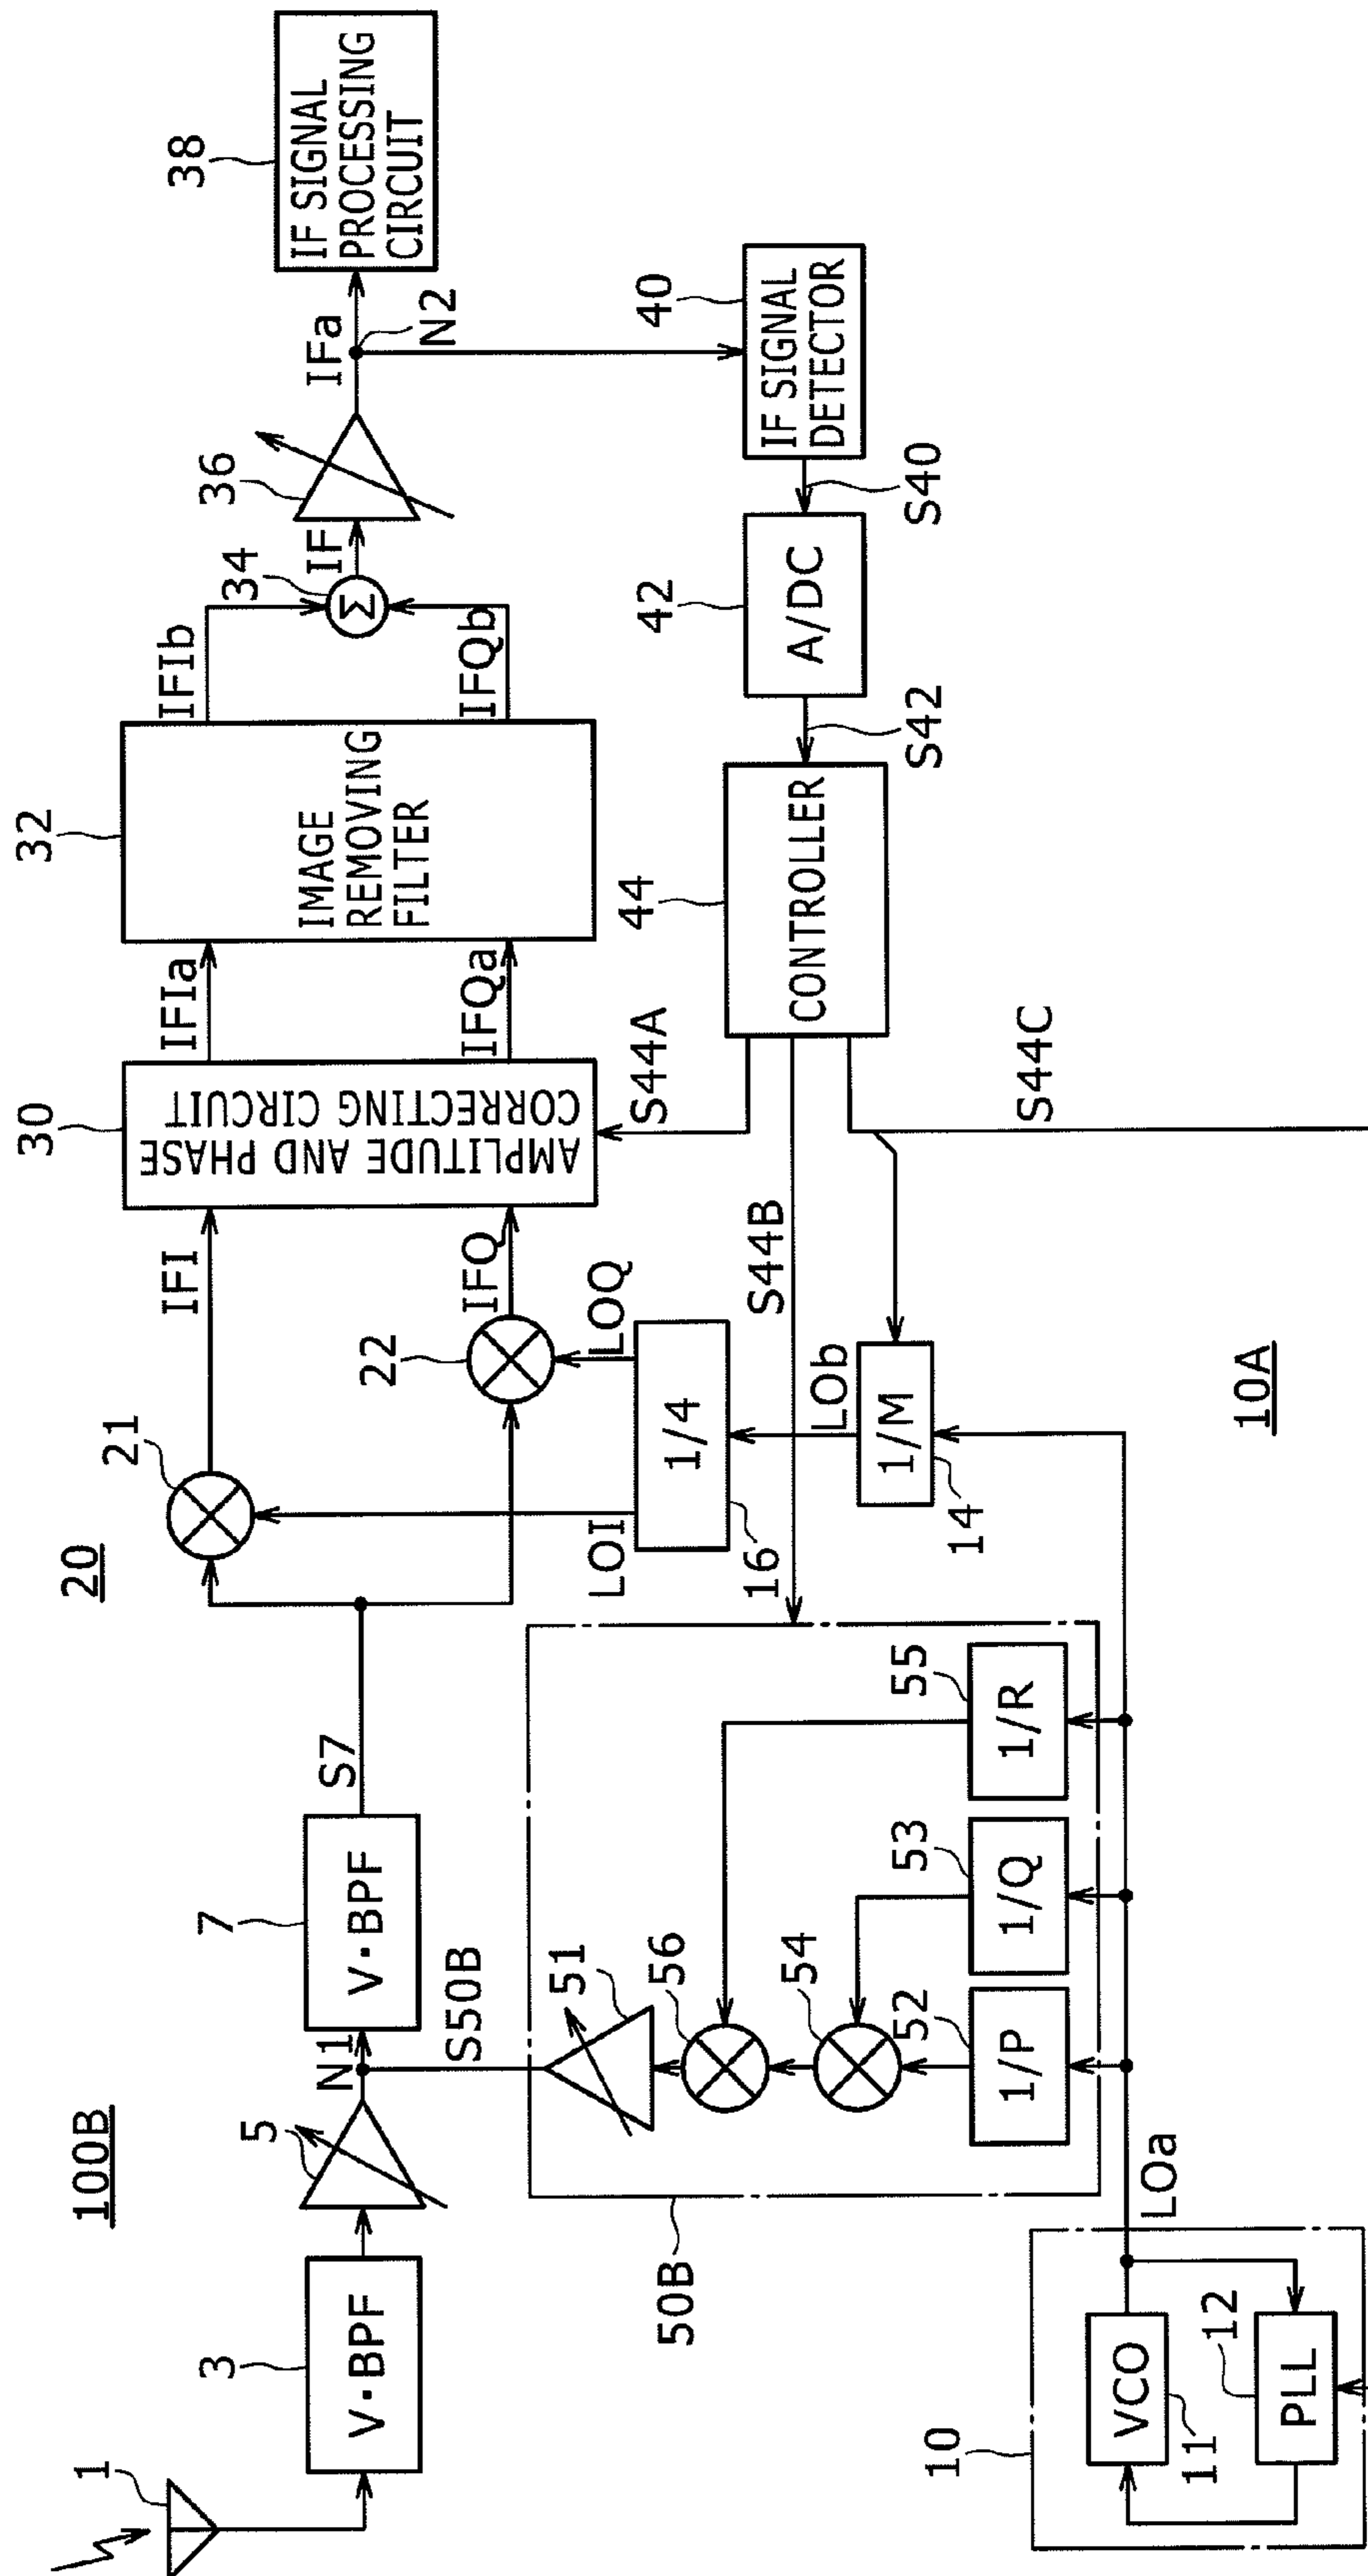 100B
20
1
3
V·BPF
5
N1
7
V·BPF
S7
21
IFI
22
IFQ
30
AMPLITUDE AND PHASE
CORRECTING CIRCUIT
IFIa
IFQa
32
IMAGE
REMOVING
FILTER
IFIb
IFQb
34
Σ
IF
36
IFa
N2
38
IF SIGNAL
PROCESSING
CIRCUIT
S50B
LOI
LOQ
1/4
16
S44A
S44B
44
CONTROLLER
S42
42
A/DC
S40
40
IF SIGNAL
DETECTOR
50B
51
56
54
52
1/P
53
1/Q
55
1/R
LOb
1/M
14
S44C
10
VCO
11
12
PLL
LOa
10A